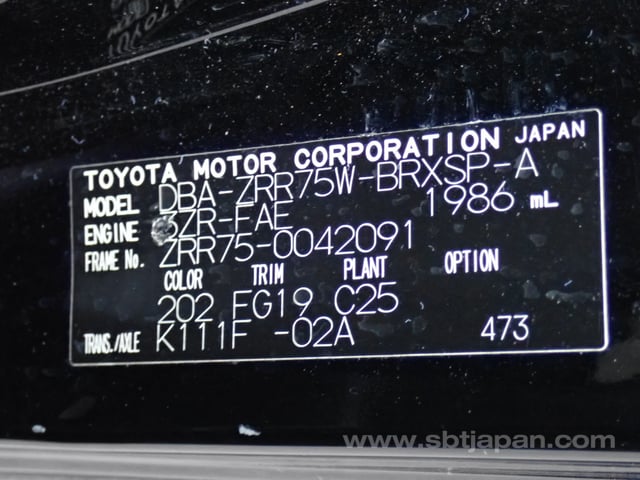 TOYOTA MOTOR CORPORATION JAPAN
MODEL DBA-ZRR75W-BRXSP-A
ENGINE 3ZR-FAE 1986 mL
FRAME No. ZRR75-0042091
COLOR TRIM PLANT OPTION
202 FG19 C25
TRANS./AXLE K111F -02A 473
www.sbtjapan.com